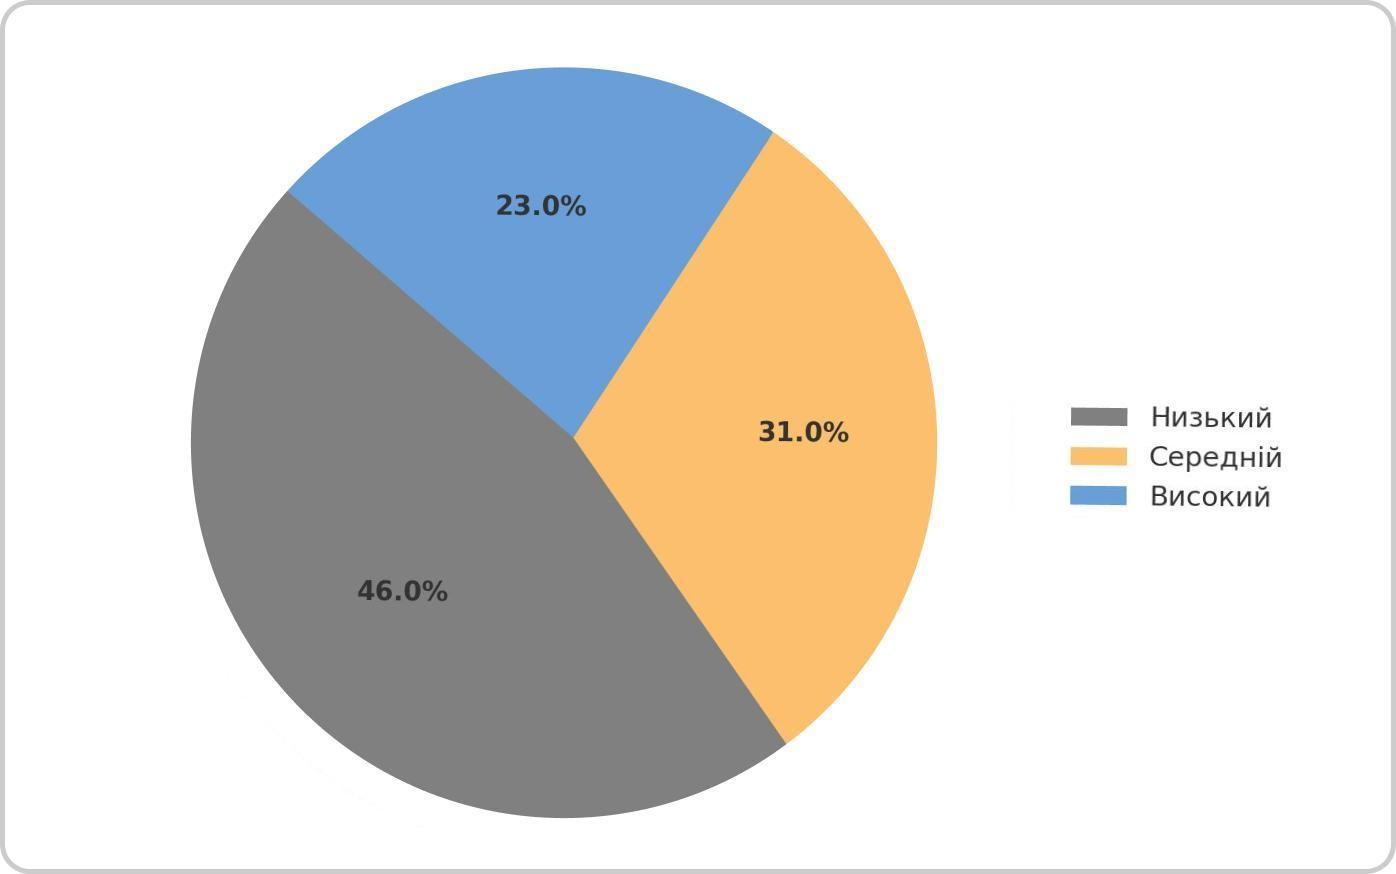 23.0%
31.0%
46.0%
Низький
Середній
Високий